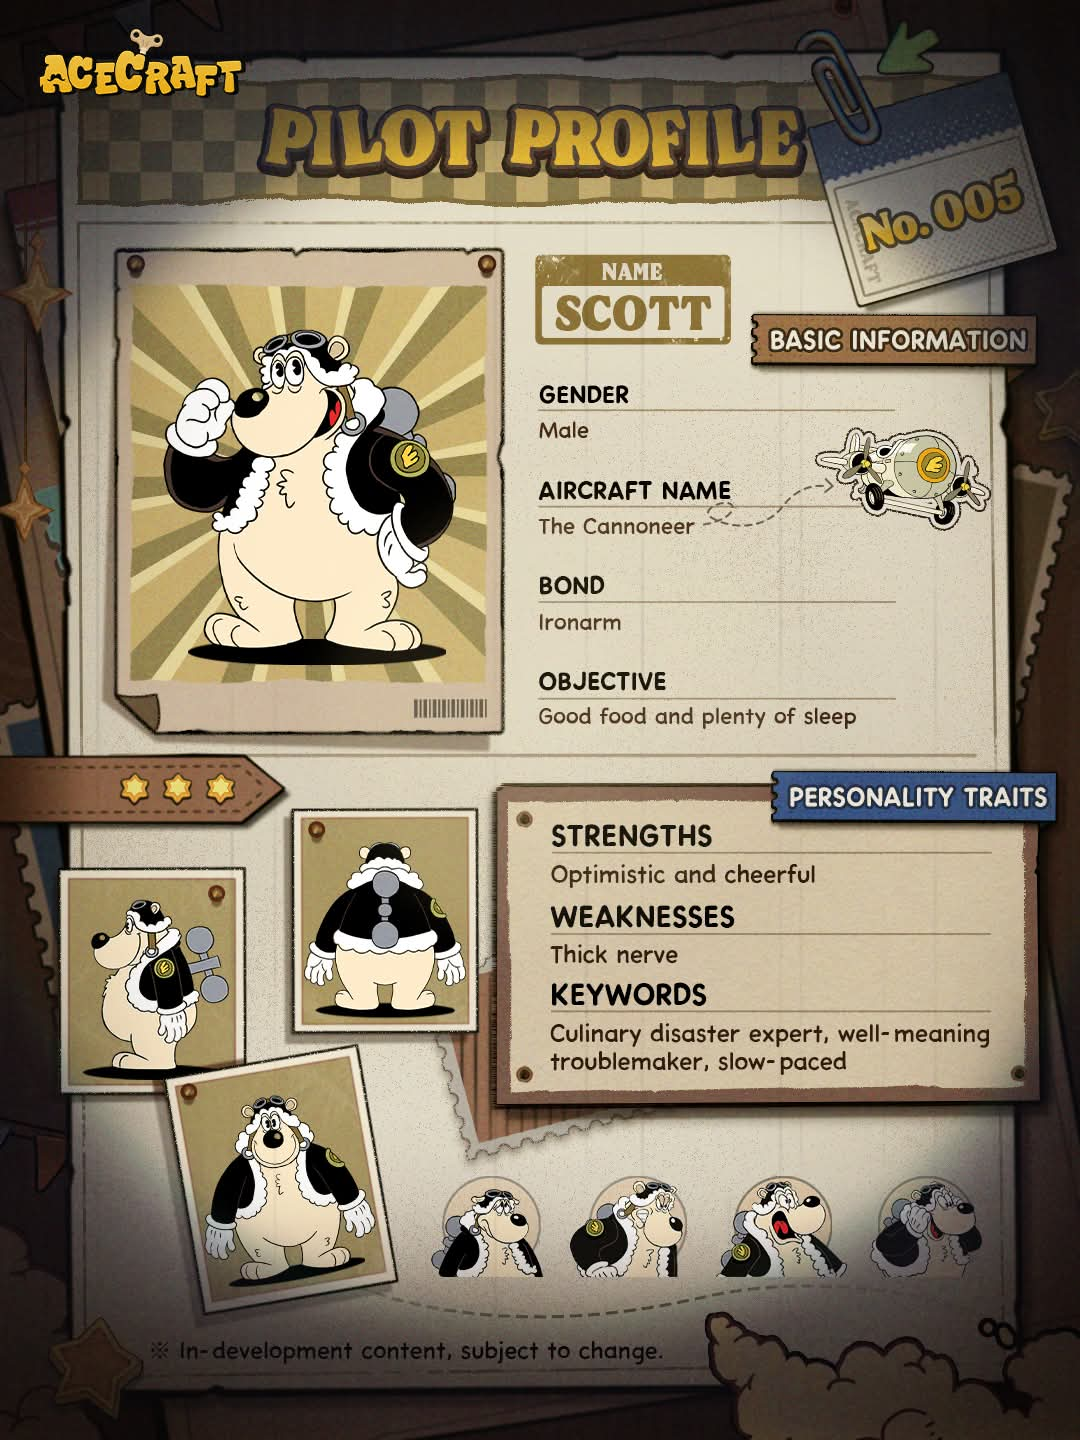 ACECRAFT
PILOT PROFILE
No.005
ACECRAFT
NAME
SCOTT
BASIC INFORMATION
GENDER
Male
AIRCRAFT NAME
The Cannoneer
BOND
Ironarm
OBJECTIVE
Good food and plenty of sleep
PERSONALITY TRAITS
STRENGTHS
Optimistic and cheerful
WEAKNESSES
Thick nerve
KEYWORDS
Culinary disaster expert, well-meaning
troublemaker, slow-paced
※ In-development content, subject to change.